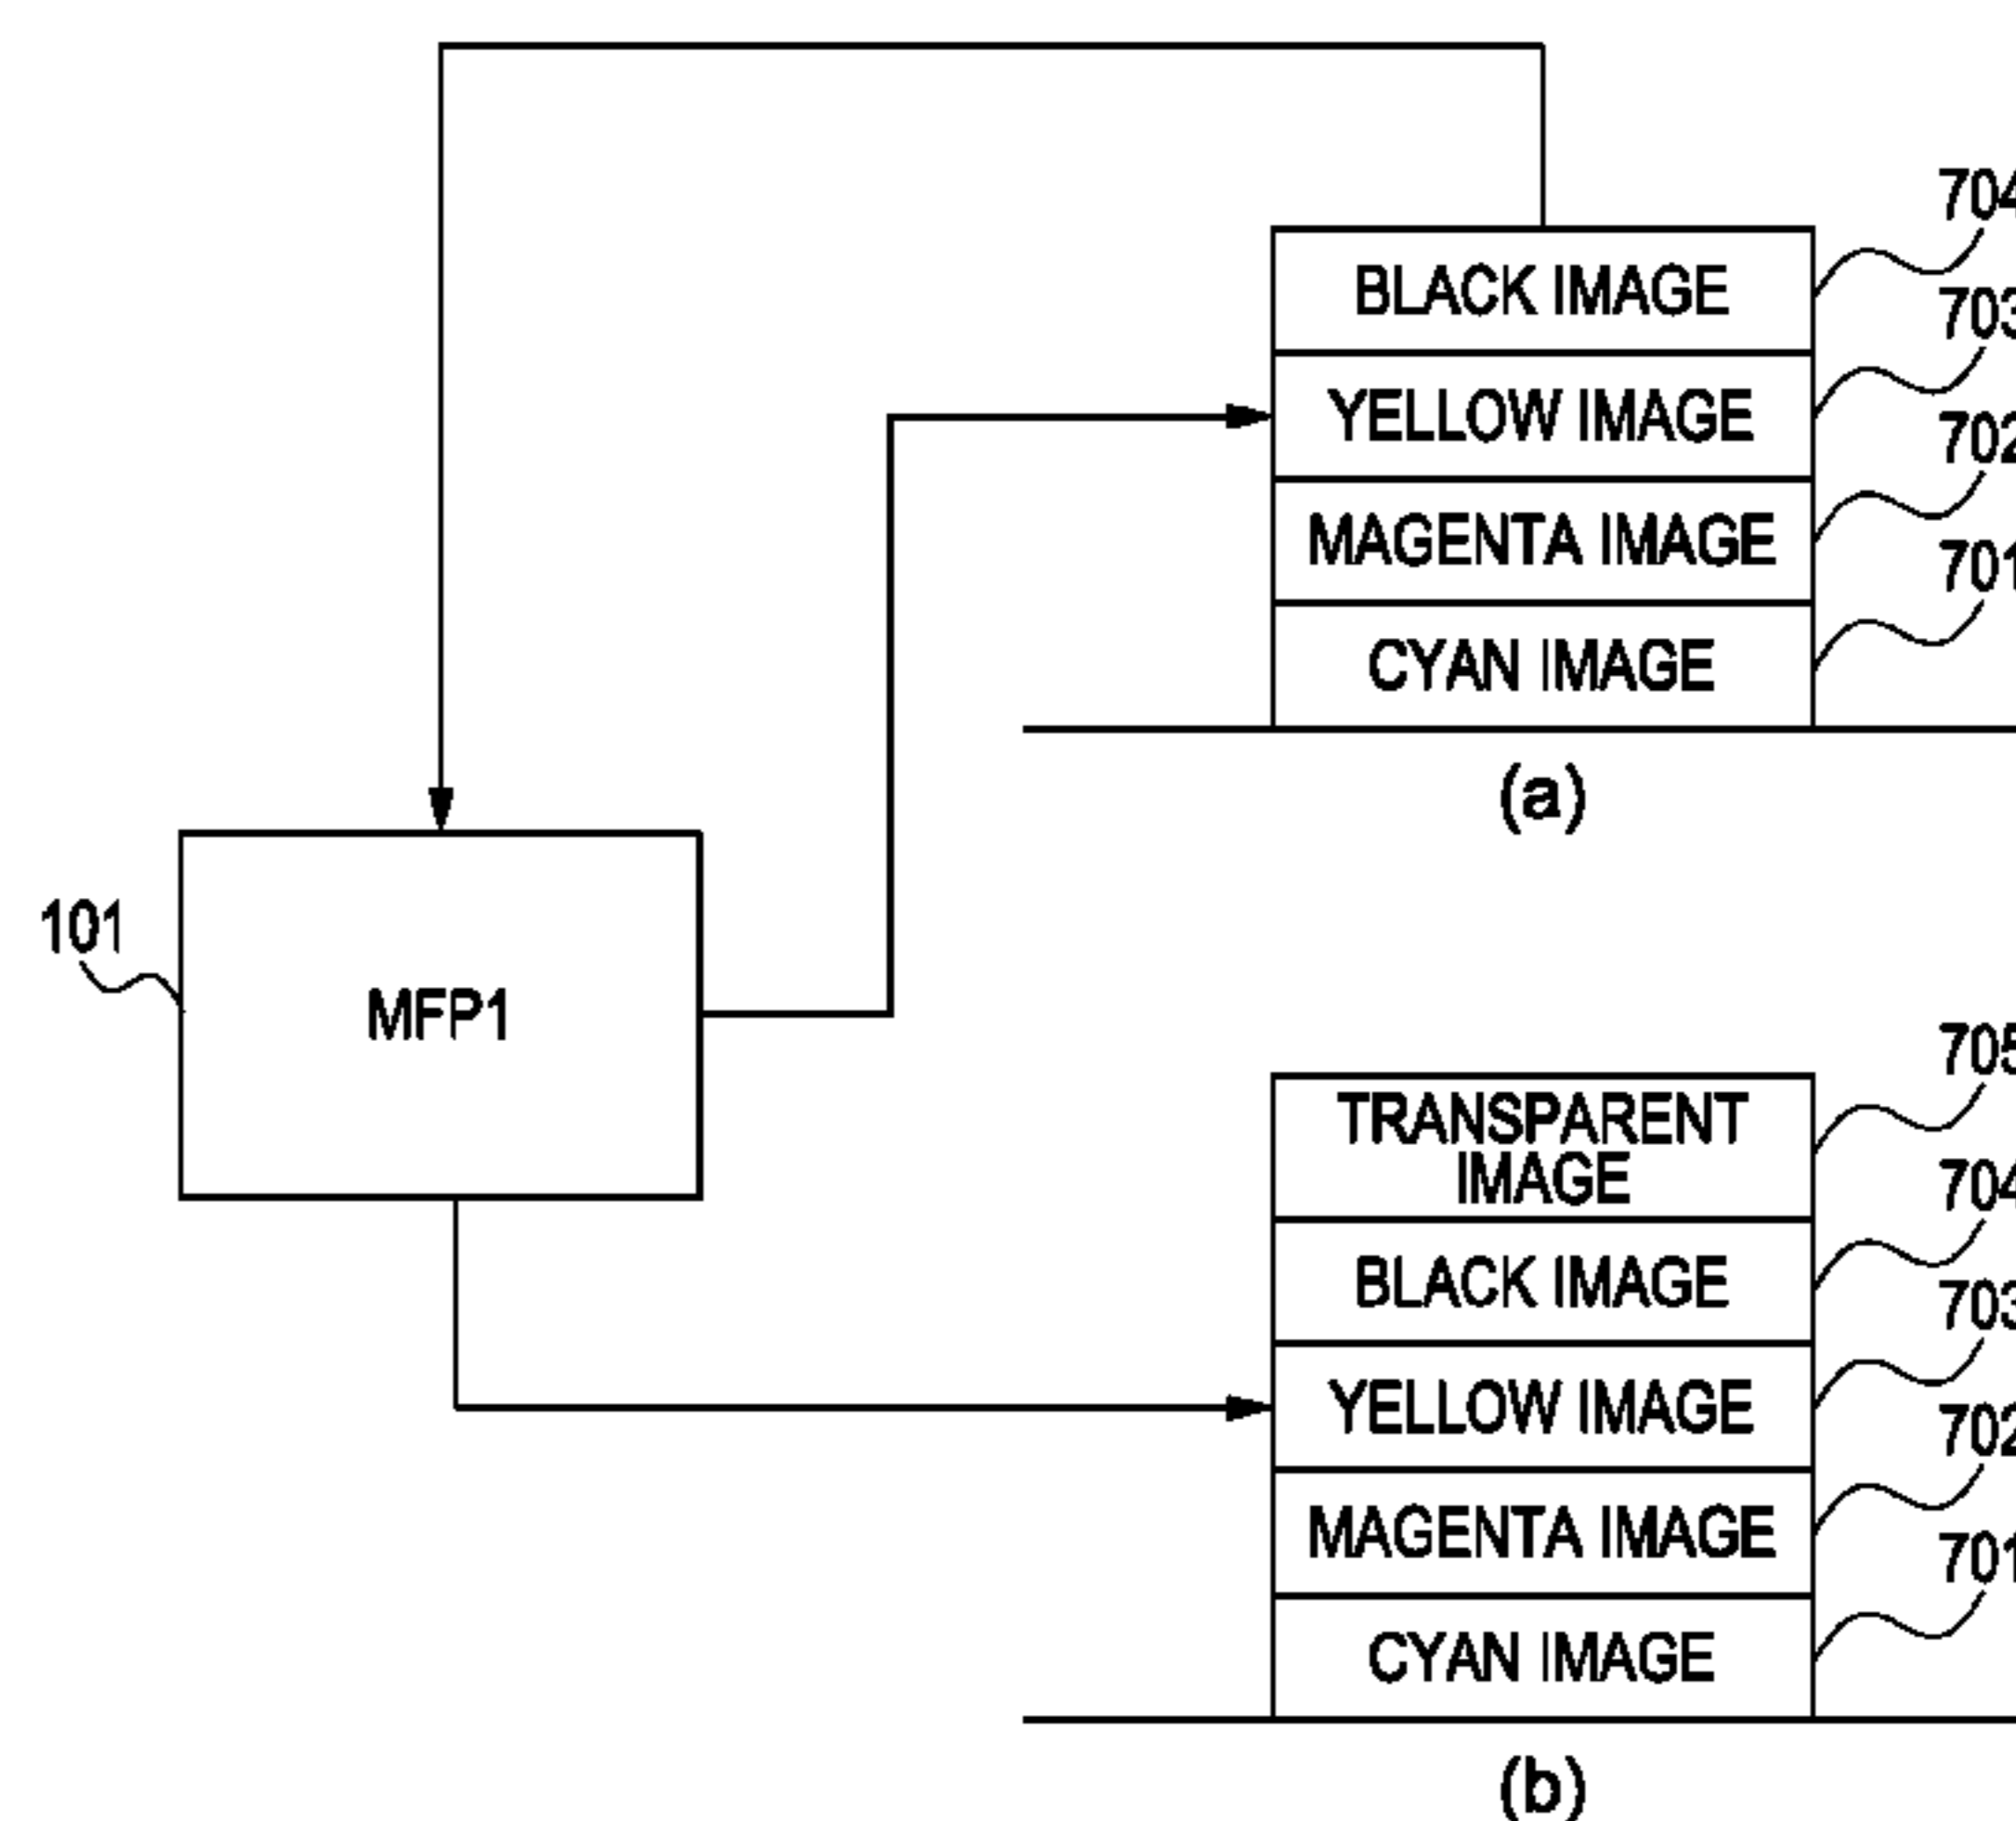 704
BLACK IMAGE
703
YELLOW IMAGE
702
MAGENTA IMAGE
701
CYAN IMAGE
(a)
101
MFP1
705
TRANSPARENT
IMAGE
704
BLACK IMAGE
703
YELLOW IMAGE
702
MAGENTA IMAGE
701
CYAN IMAGE
(b)